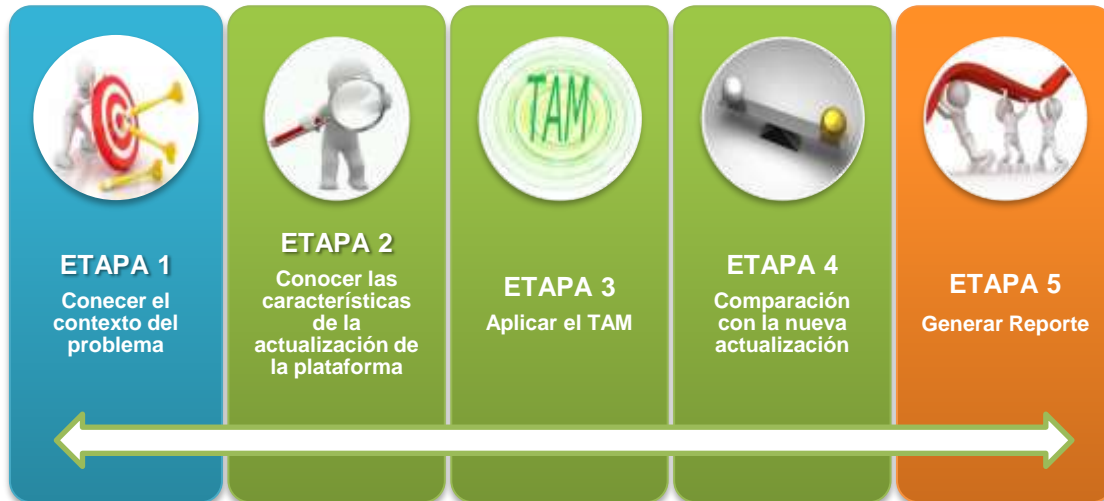 ETAPA 1
Conecer el
contexto del
problema
ETAPA 2
Conocer las
características
de la
actualización de
la plataforma
TAM
ETAPA 3
Aplicar el TAM
ETAPA 4
Comparación
con la nueva
actualización
ETAPA 5
Generar Reporte